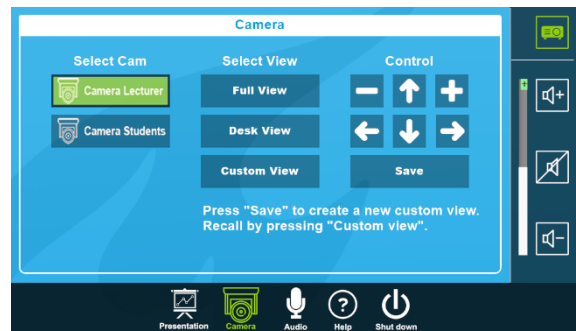 Camera
Select Cam
Select View
Control
Camera Lecturer
Full View
Camera Students
Desk View
Custom View
Save
Press "Save" to create a new custom view.
Recall by pressing "Custom view".
Presentation
Camera
Audio
?
Help
Shut down